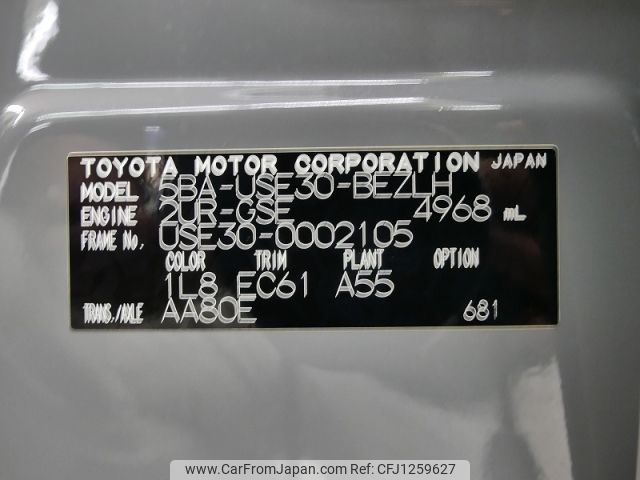 TOYOTA MOTOR CORPORATION JAPAN
MODEL 5BA-USE30-BEZLH
ENGINE 2UR-GSE 4968 mL
FRAME No. USE30-0002105
COLOR TRIM PLANT OPTION
1L8 EC61 A55
TRANS./AXLE AA80E 681
www.CarFromJapan.com | CFJ1259627